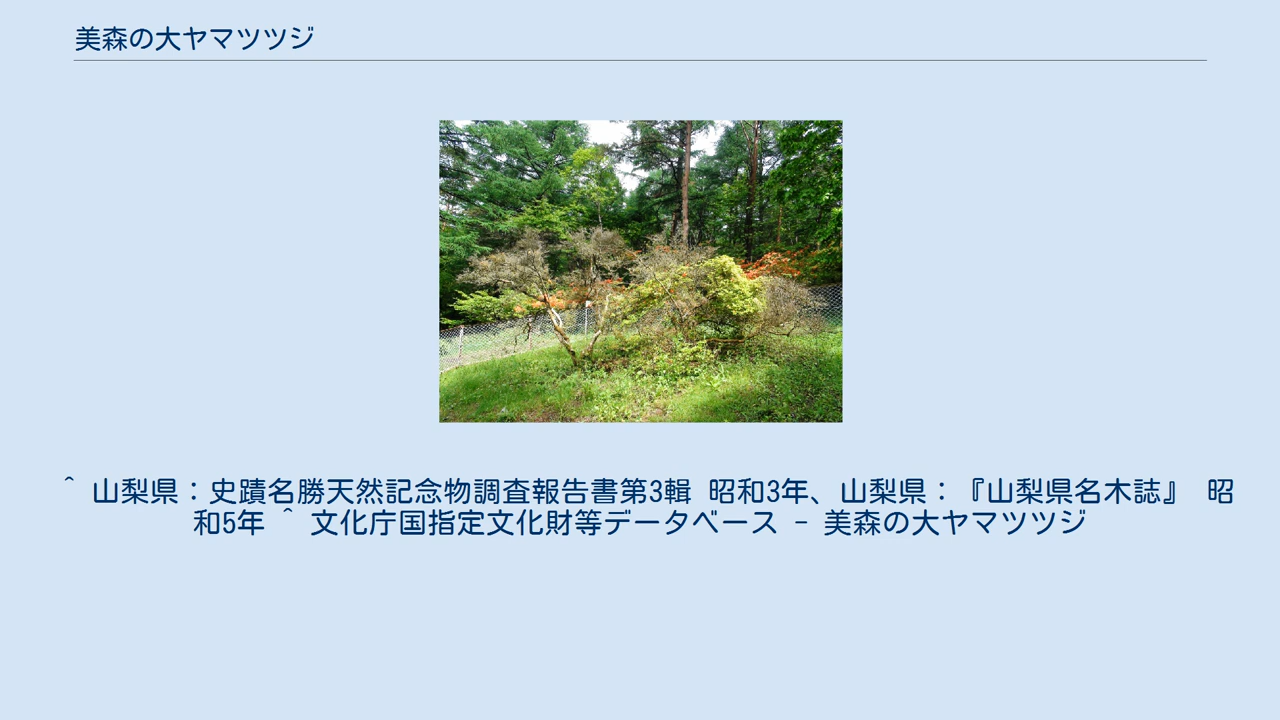 美森の大ヤマツツジ
^ 山梨県：史蹟名勝天然記念物調査報告書第3輯 昭和3年、山梨県：『山梨県名木誌』 昭
和5年 ^ 文化庁国指定文化財等データベース - 美森の大ヤマツツジ